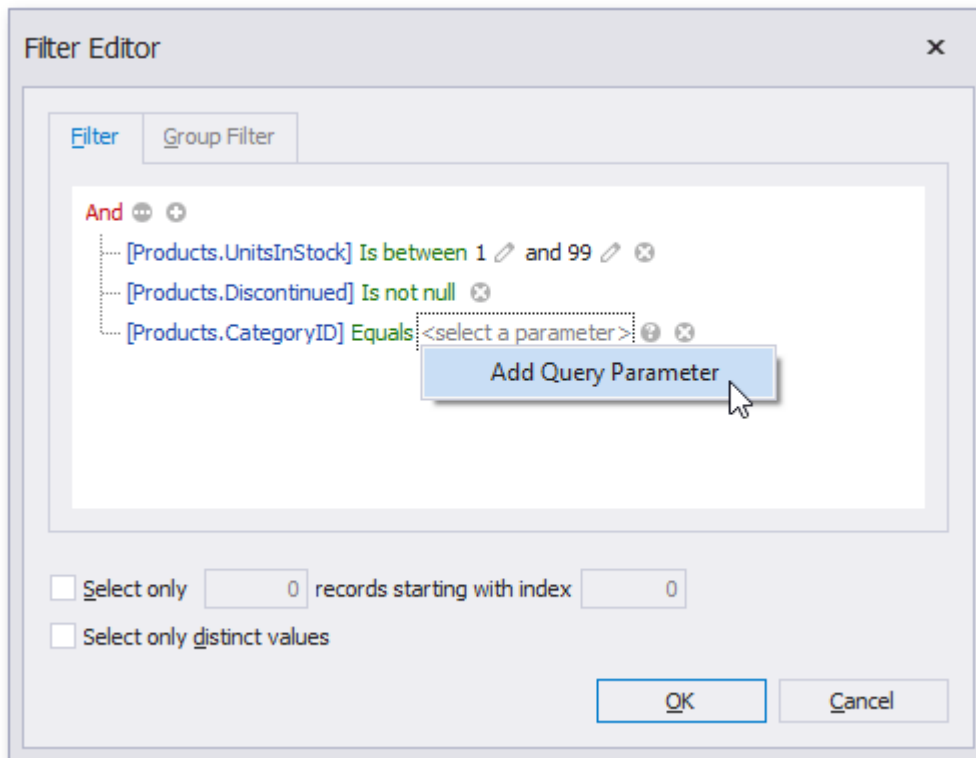 Filter Editor
Filter Group Filter
And
[Products.UnitsInStock] Is between 1 and 99
[Products.Discontinued] Is not null
[Products.CategoryID] Equals <select a parameter>
Add Query Parameter
Select only 0 records starting with index 0
Select only distinct values
OK Cancel